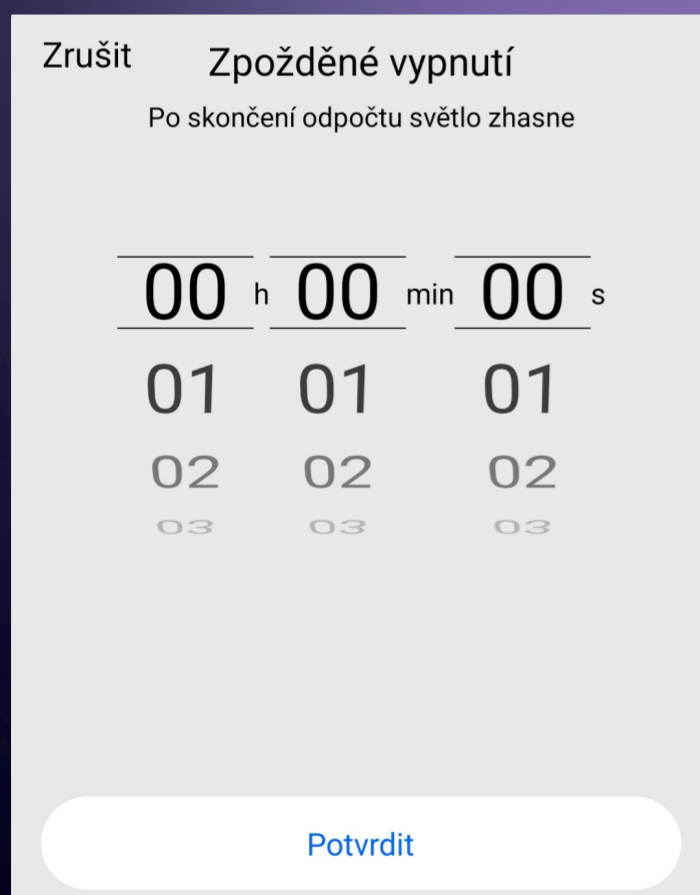 Zrušit
Zpožděné vypnutí
Po skončení odpočtu světlo zhasne
00 h 00 min 00 s
01 01 01
02 02 02
03 03 03
Potvrdit